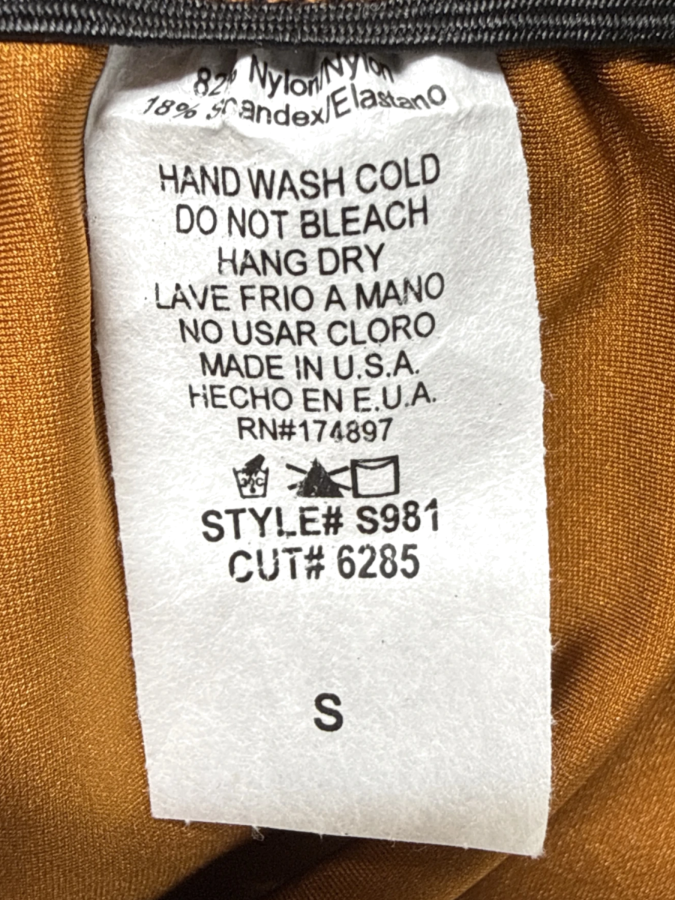 82% Nylon/Nylon
18% Spandex/Elastano
HAND WASH COLD
DO NOT BLEACH
HANG DRY
LAVE FRIO A MANO
NO USAR CLORO
MADE IN U.S.A.
HECHO EN E.U.A.
RN#174897
30C
STYLE# S981
CUT# 6285
S